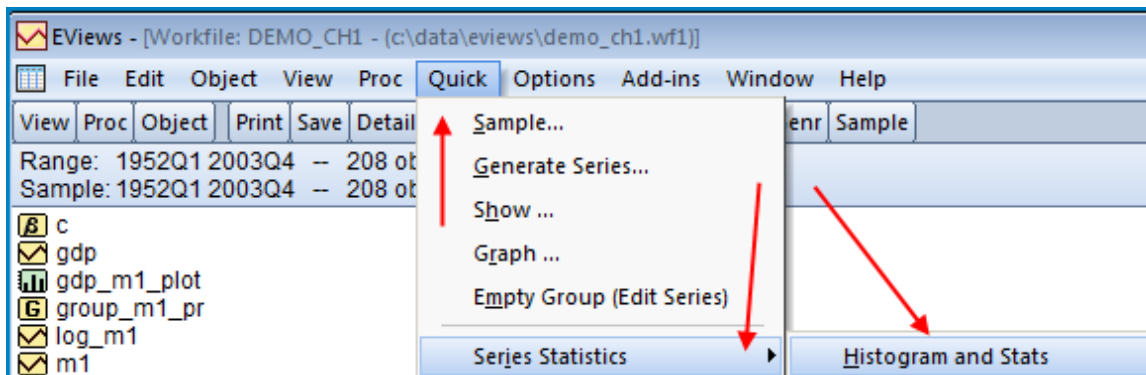 EViews - [Workfile: DEMO_CH1 - (c:\data\eviews\demo_ch1.wf1)]
File Edit Object View Proc Quick Options Add-ins Window Help
View Proc Object Print Save Detail enr Sample
Range: 1952Q1 2003Q4 -- 208 ob
Sample: 1952Q1 2003Q4 -- 208 ob
Sample...
Generate Series...
Show ...
Graph ...
Empty Group (Edit Series)
Series Statistics
Histogram and Stats
β c
gdp
gdp_m1_plot
G group_m1_pr
log_m1
m1